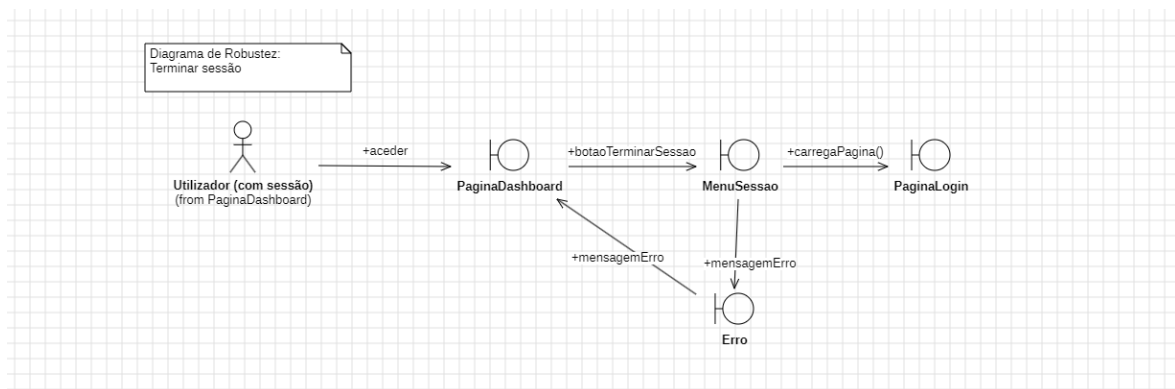 Diagrama de Robustez:
Terminar sessão
+aceder
+botaoTerminarSessao
+carregaPagina()
Utilizador (com sessão)
(from PaginaDashboard)
PaginaDashboard
MenuSessao
PaginaLogin
+mensagemErro
+mensagemErro
Erro